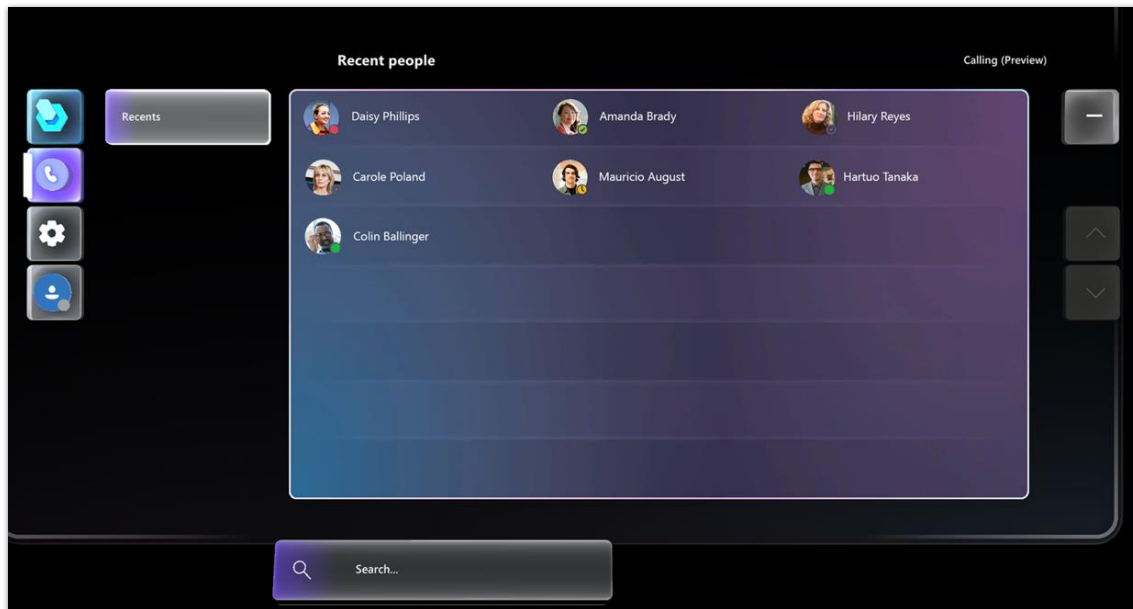 Recent people
Calling (Preview)
Recents
Daisy Phillips
Amanda Brady
Hilary Reyes
Carole Poland
Mauricio August
Hartuo Tanaka
Colin Ballinger
Search...